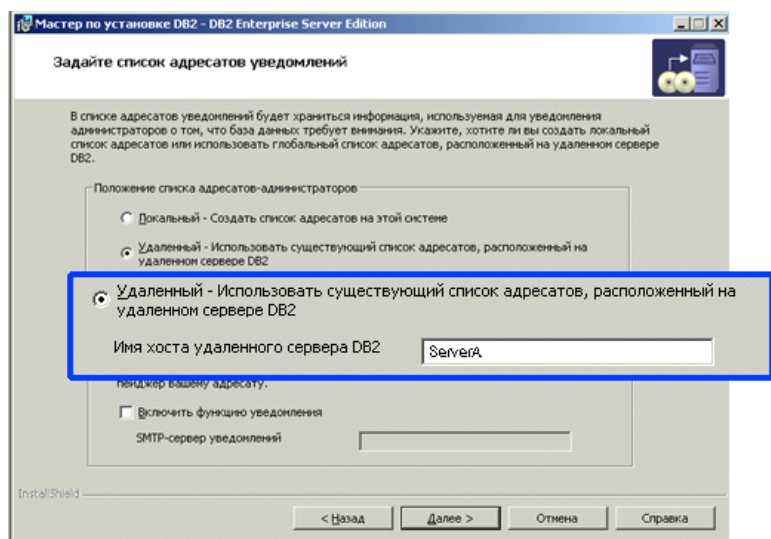 Мастер по установке DB2 - DB2 Enterprise Server Edition
Задайте список адресатов уведомлений
В списке адресатов уведомлений будет храниться информация, используемая для уведомления
администраторов о том, что база данных требует внимания. Укажите, хотите ли вы создать локальный
список адресатов или использовать глобальный список адресатов, расположенный на удаленном сервере
DB2.
Положение списка адресатов-администраторов
Локальный - Создать список адресатов на этой системе
Удаленный - Использовать существующий список адресатов, расположенный на
удаленном сервере DB2
Удаленный - Использовать существующий список адресатов, расположенный на
удаленном сервере DB2
Имя хоста удаленного сервера DB2
ServerA
пейджер вашему адресату.
Включить функцию уведомления
SMTP-сервер уведомлений
InstallShield
< Назад
Далее >
Отмена
Справка